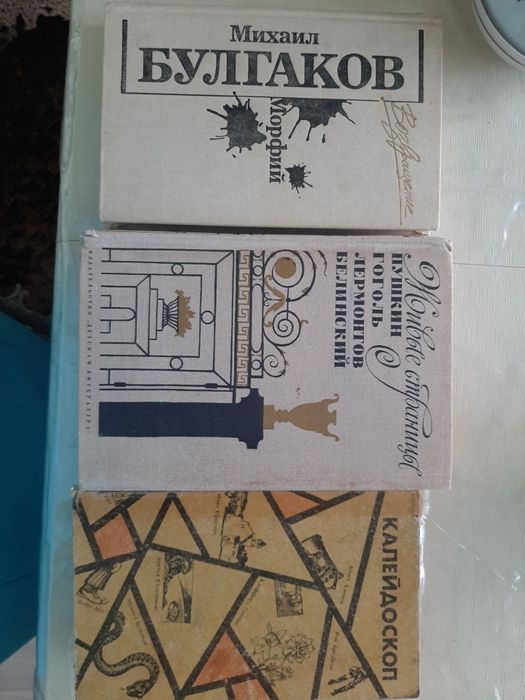 Михаил
БУЛГАКОВ
Морфий
Возвращение
Живые страницы
ПУШКИН
ГОГОЛЬ
ЛЕРМОНТОВ
БЕЛИНСКИЙ
ИЗДАТЕЛЬСТВО «ДЕТСКАЯ ЛИТЕРАТУРА»
КАЛЕЙДОСКОП